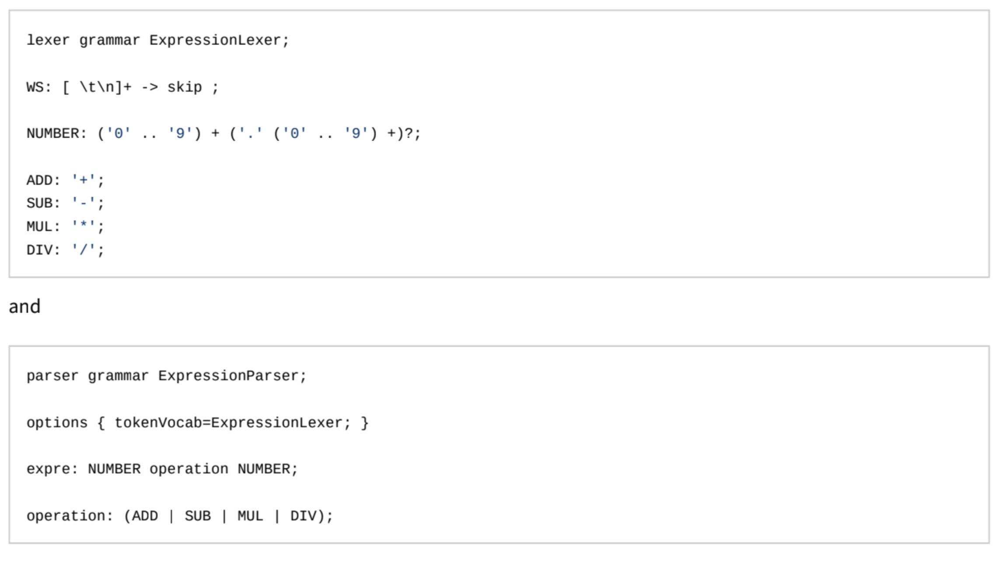 lexer grammar ExpressionLexer;
WS: [ \t\n]+ -> skip ;
NUMBER: ('0' .. '9') + ('.' ('0' .. '9') +)?;
ADD: '+';
SUB: '-';
MUL: '*';
DIV: '/';
and
parser grammar ExpressionParser;
options { tokenVocab=ExpressionLexer; }
expre: NUMBER operation NUMBER;
operation: (ADD | SUB | MUL | DIV);